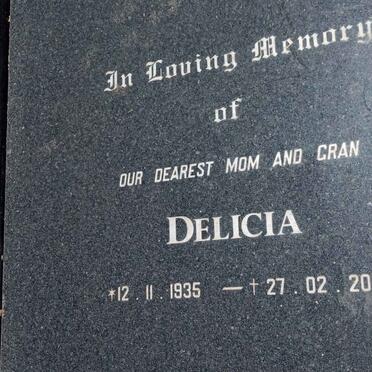 In Loving Memory
of
OUR DEAREST MOM AND GRAN
DELICIA
*12.11.1935 — †27.02.20